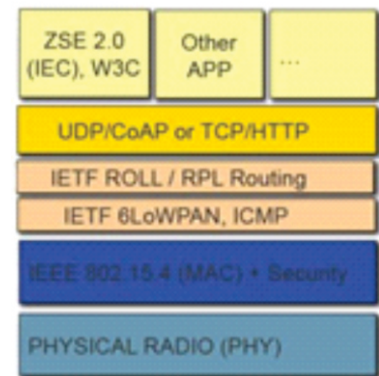 ZSE 2.0
(IEC), W3C
Other
APP
...
UDP/CoAP or TCP/HTTP
IETF ROLL / RPL Routing
IETF 6LoWPAN, ICMP
IEEE 802.15.4 (MAC) + Security
PHYSICAL RADIO (PHY)